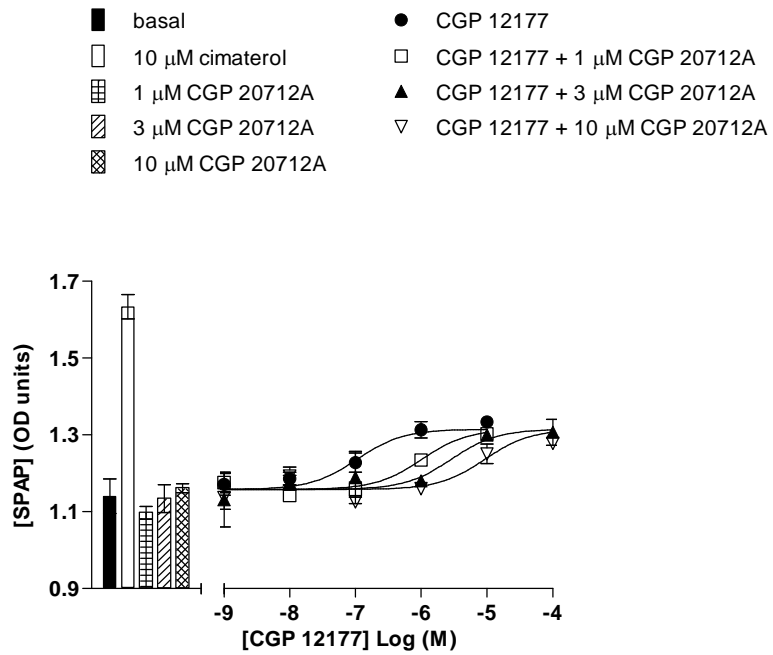 basal
10 μM cimaterol
1 μM CGP 20712A
3 μM CGP 20712A
10 μM CGP 20712A
CGP 12177
CGP 12177 + 1 μM CGP 20712A
CGP 12177 + 3 μM CGP 20712A
CGP 12177 + 10 μM CGP 20712A
[SPAP] (OD units)
1.7
1.5
1.3
1.1
0.9
-9 -8 -7 -6 -5 -4
[CGP 12177] Log (M)